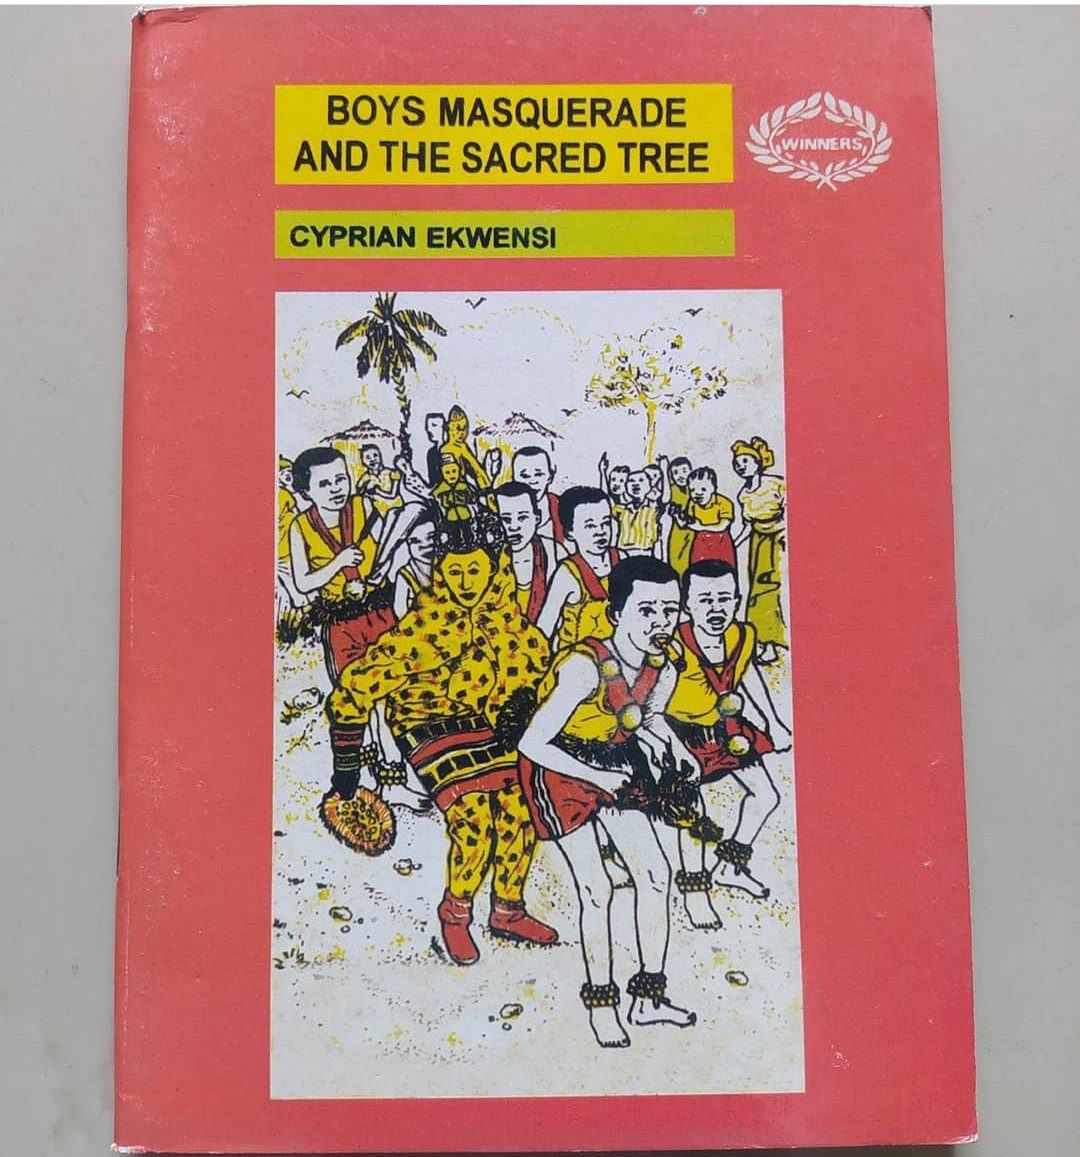 BOYS MASQUERADE
AND THE SACRED TREE
WINNERS
CYPRIAN EKWENSI